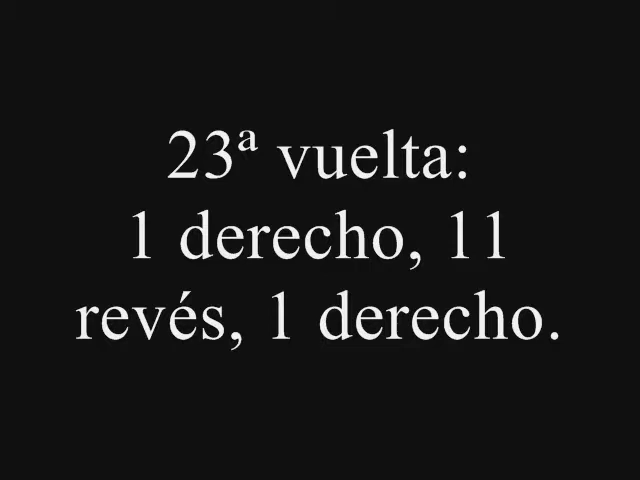 23ª vuelta:
1 derecho, 11
revés, 1 derecho.